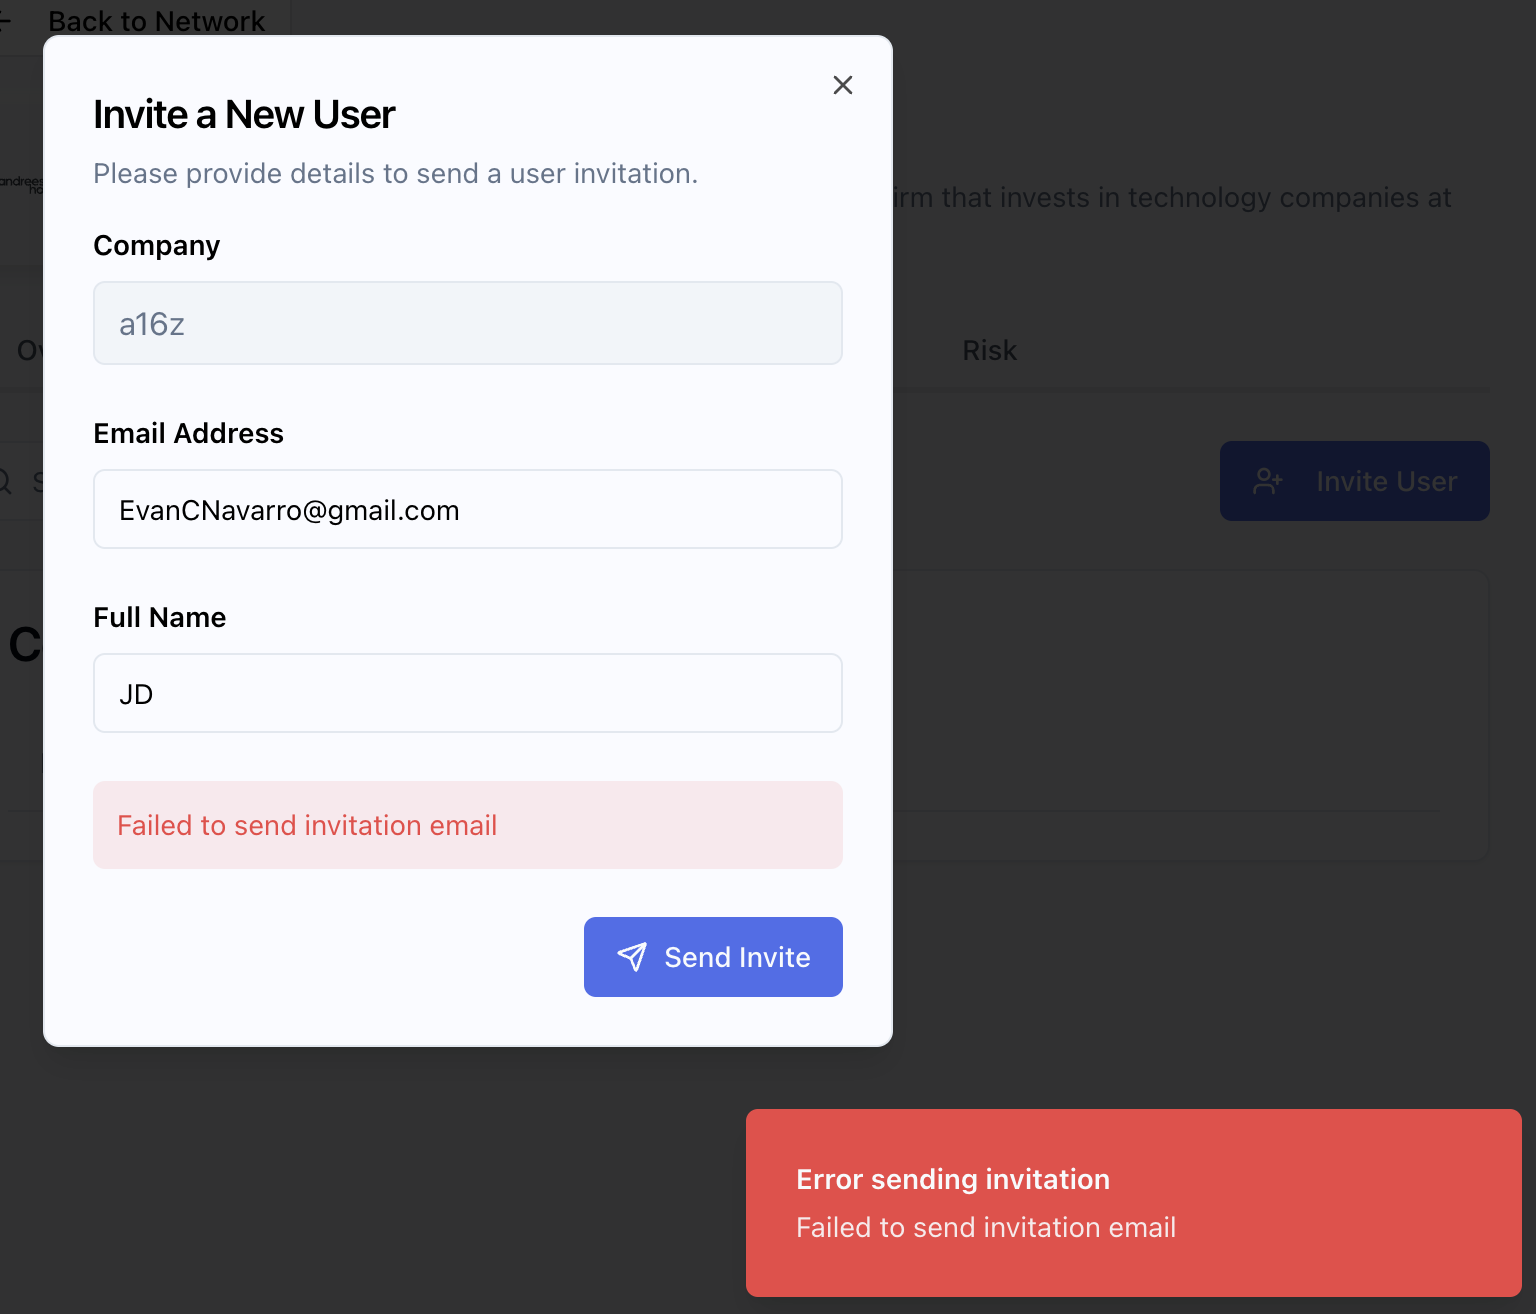 Back to Network
Invite a New User
Please provide details to send a user invitation.
that invests in technology companies at
Company
a16z
Risk
Email Address
EvanCNavarro@gmail.com
Invite User
Full Name
JD
Failed to send invitation email
Send Invite
Error sending invitation
Failed to send invitation email